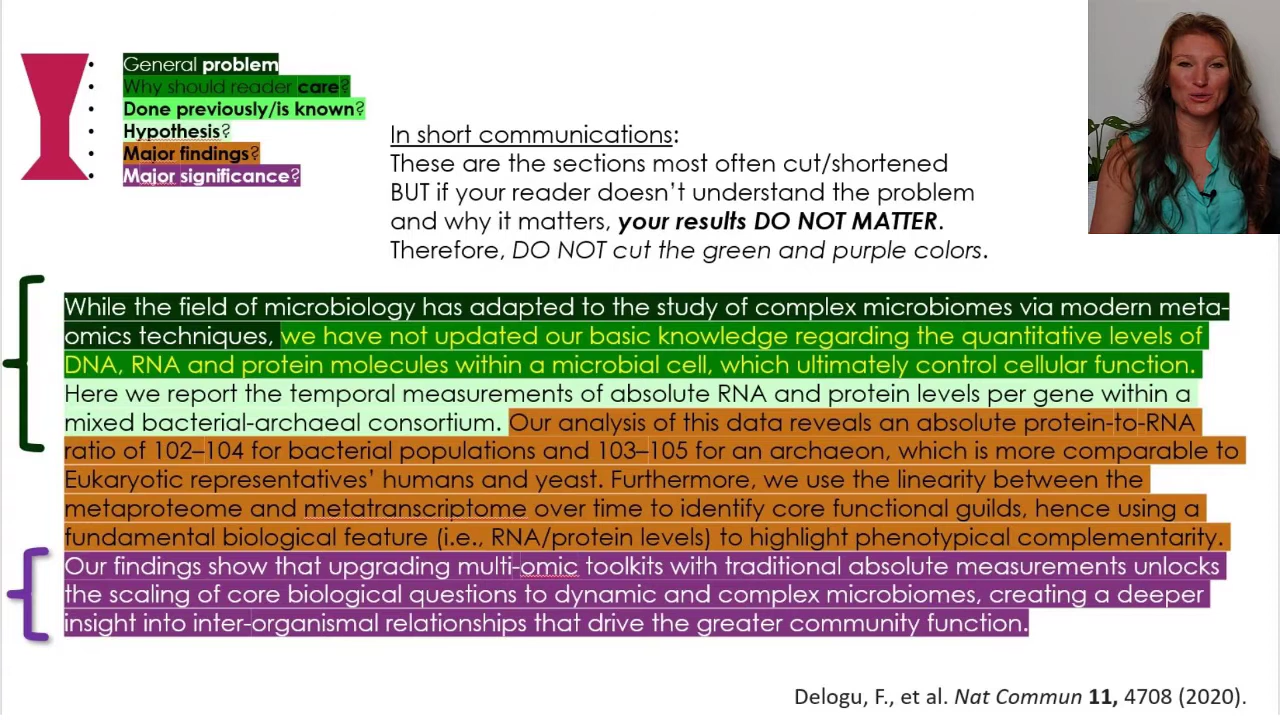 • General problem
• Why should reader care?
• Done previously/is known?
• Hypothesis?
• Major findings?
• Major significance?
In short communications:
These are the sections most often cut/shortened
BUT if your reader doesn't understand the problem
and why it matters, your results DO NOT MATTER.
Therefore, DO NOT cut the green and purple colors.
While the field of microbiology has adapted to the study of complex microbiomes via modern meta-
omics techniques, we have not updated our basic knowledge regarding the quantitative levels of
DNA, RNA and protein molecules within a microbial cell, which ultimately control cellular function.
Here we report the temporal measurements of absolute RNA and protein levels per gene within a
mixed bacterial-archaeal consortium. Our analysis of this data reveals an absolute protein-to-RNA
ratio of 102–104 for bacterial populations and 103–105 for an archaeon, which is more comparable to
Eukaryotic representatives' humans and yeast. Furthermore, we use the linearity between the
metaproteome and metatranscriptome over time to identify core functional guilds, hence using a
fundamental biological feature (i.e., RNA/protein levels) to highlight phenotypical complementarity.
Our findings show that upgrading multi-omic toolkits with traditional absolute measurements unlocks
the scaling of core biological questions to dynamic and complex microbiomes, creating a deeper
insight into inter-organismal relationships that drive the greater community function.
Delogu, F., et al. Nat Commun 11, 4708 (2020).